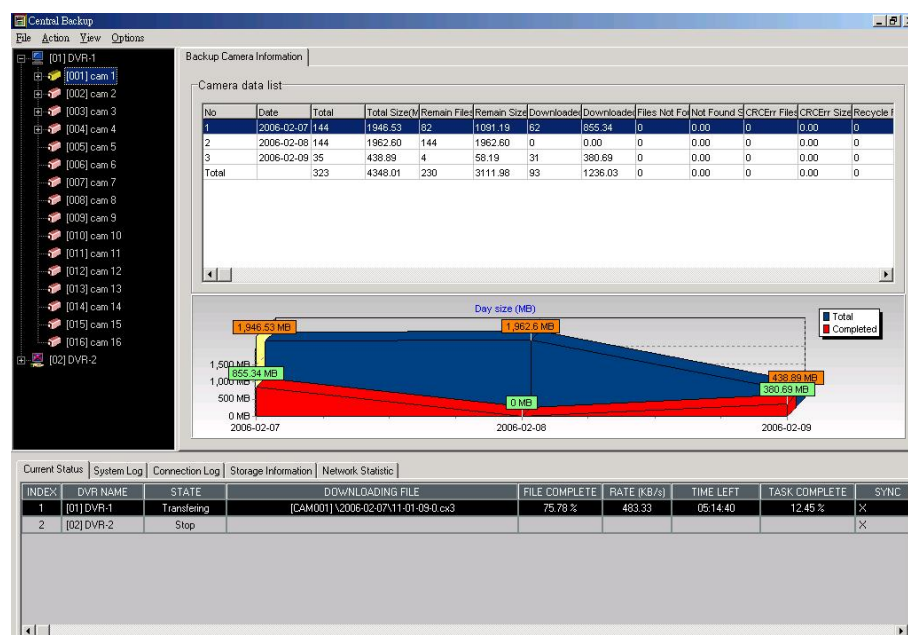 Central Backup
File Action View Options
[01] DVR-1
[001] cam 1
[002] cam 2
[003] cam 3
[004] cam 4
[005] cam 5
[006] cam 6
[007] cam 7
[008] cam 8
[009] cam 9
[010] cam 10
[011] cam 11
[012] cam 12
[013] cam 13
[014] cam 14
[015] cam 15
[016] cam 16
[02] DVR-2
Backup Camera Information
Camera data list
No Date Total Total Size(M Remain Files Remain Size Downloaded Downloaded Files Not Fo Not Found S CRCErr Files CRCErr Size Recycle F
1 2006-02-07 144 1946.53 82 1091.19 62 855.34 0 0.00 0 0.00 0
2 2006-02-08 144 1962.60 144 1962.60 0 0.00 0 0.00 0 0.00 0
3 2006-02-09 35 438.89 4 58.19 31 380.69 0 0.00 0 0.00 0
Total 323 4348.01 230 3111.98 93 1236.03 0 0.00 0 0.00 0
Day size (MB)
Total
Completed
1,946.53 MB
1,962.6 MB
438.89 MB
855.34 MB
0 MB
380.69 MB
1,500 MB
1,000 MB
500 MB
0 MB
2006-02-07 2006-02-08 2006-02-09
Current Status System Log Connection Log Storage Information Network Statistic
INDEX DVR NAME STATE DOWNLOADING FILE FILE COMPLETE RATE (KB/s) TIME LEFT TASK COMPLETE SYNC
1 [01] DVR-1 Transfering [CAM001] \2006-02-07\11-01-09-0.cx3 75.78 % 483.33 05:14:40 12.45 % X
2 [02] DVR-2 Stop X